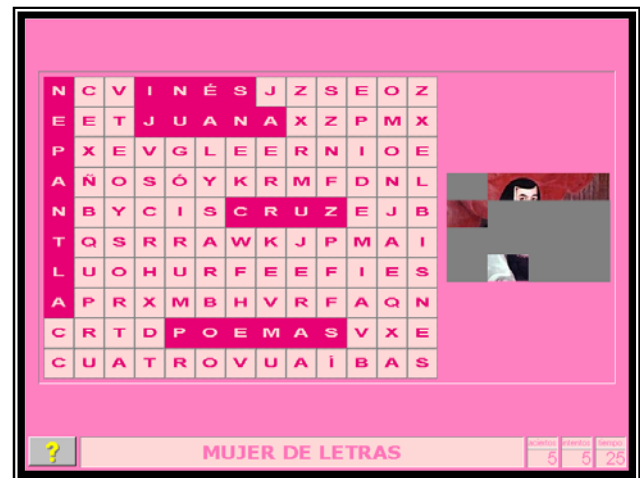 N C V I N É S J Z S E O Z
E E T J U A N A X Z P M X
P X E V G L E E R N I O E
A Ñ O S Ó Y K R M F D N L
N B Y C I S C R U Z E J B
T Q S R R A W K J P M A I
L U O H U R F E E F I E S
A P R X M B H V R F A Q N
C R T D P O E M A S V X E
C U A T R O V U A Í B A S
? MUJER DE LETRAS
aciertos intentos tiempo
5 5 25